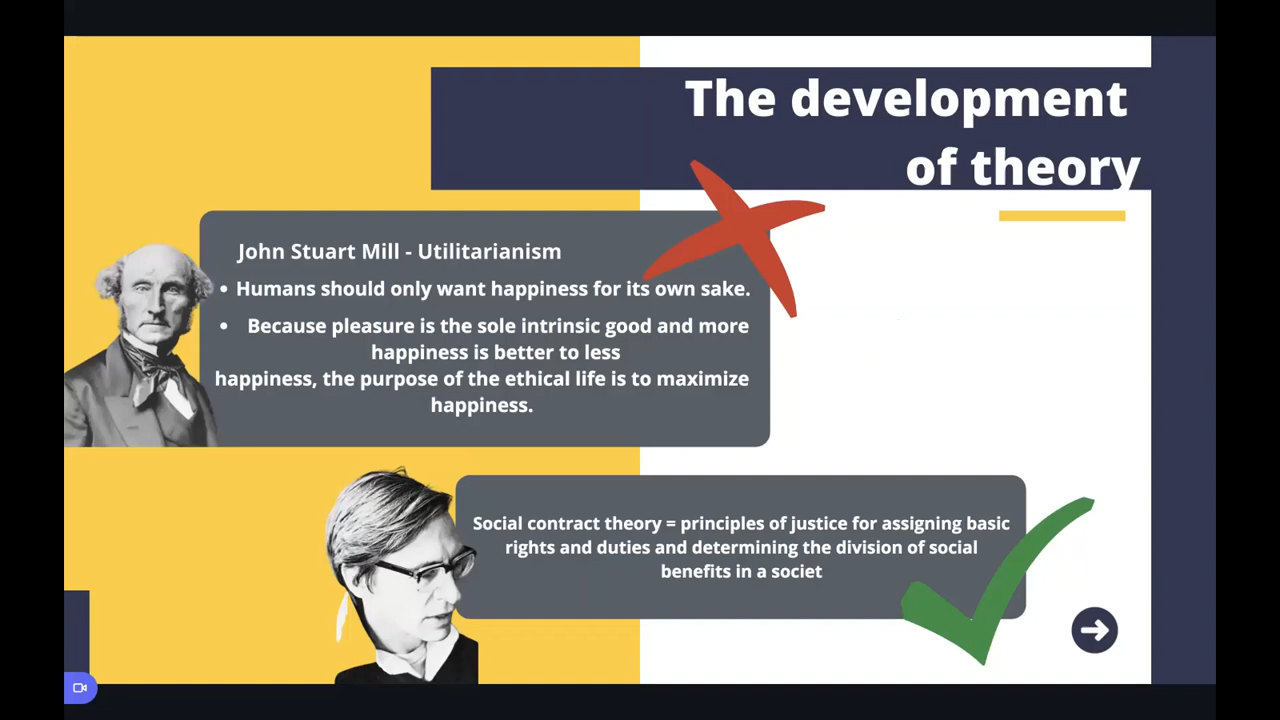 The development
of theory
John Stuart Mill - Utilitarianism
• Humans should only want happiness for its own sake.
• Because pleasure is the sole intrinsic good and more
happiness is better to less
happiness, the purpose of the ethical life is to maximize
happiness.
Social contract theory = principles of justice for assigning basic
rights and duties and determining the division of social
benefits in a societ